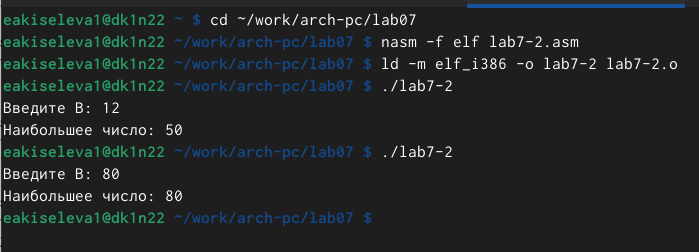 eakiseleva1@dk1n22 ~ $ cd ~/work/arch-pc/lab07
eakiseleva1@dk1n22 ~/work/arch-pc/lab07 $ nasm -f elf lab7-2.asm
eakiseleva1@dk1n22 ~/work/arch-pc/lab07 $ ld -m elf_i386 -o lab7-2 lab7-2.o
eakiseleva1@dk1n22 ~/work/arch-pc/lab07 $ ./lab7-2
Введите В: 12
Наибольшее число: 50
eakiseleva1@dk1n22 ~/work/arch-pc/lab07 $ ./lab7-2
Введите В: 80
Наибольшее число: 80
eakiseleva1@dk1n22 ~/work/arch-pc/lab07 $